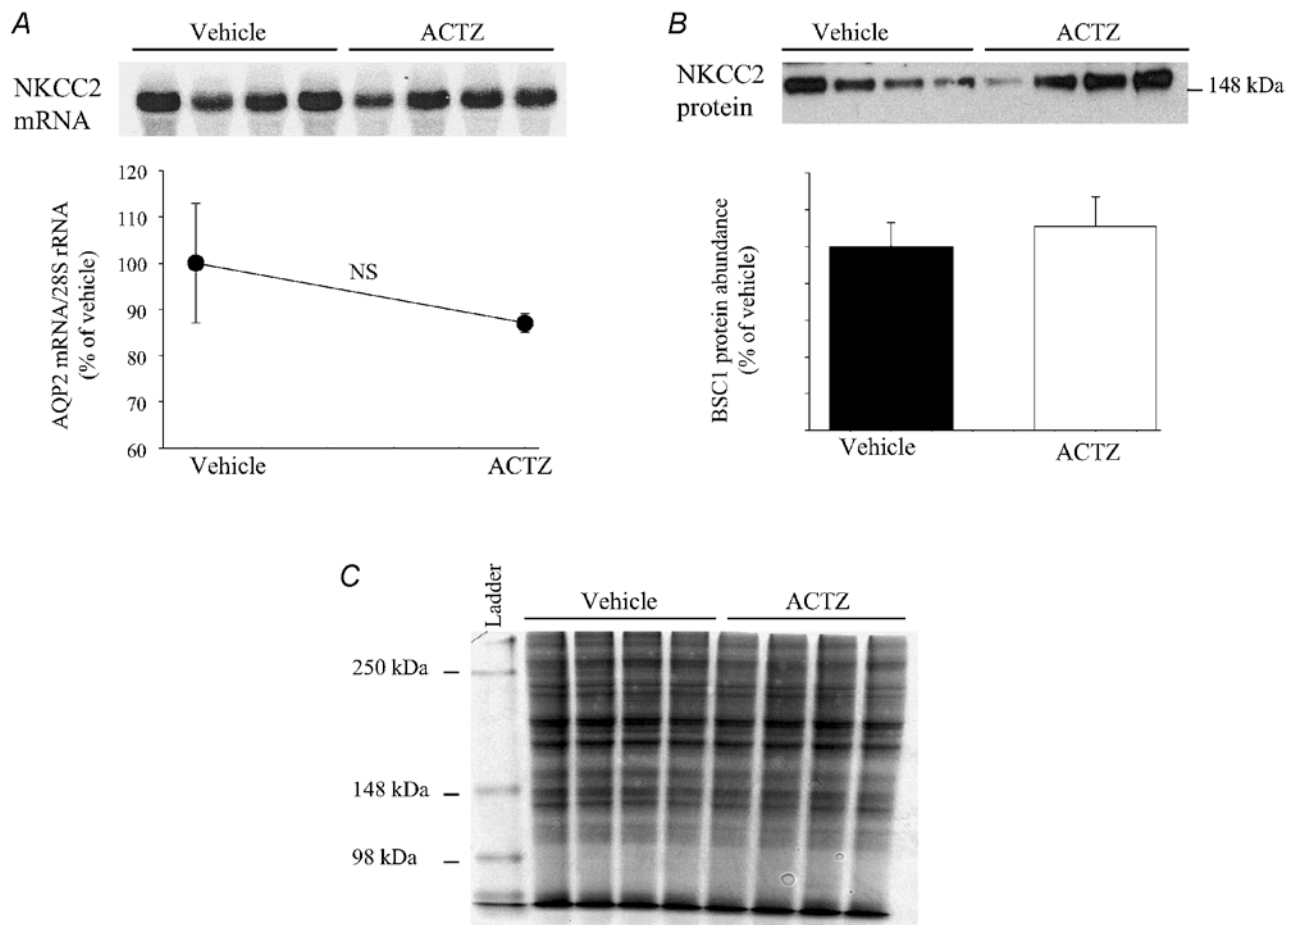 A
Vehicle
ACTZ
NKCC2
mRNA
120
110
100
90
80
70
60
AQP2 mRNA/28S rRNA
(% of vehicle)
NS
Vehicle
ACTZ
B
Vehicle
ACTZ
NKCC2
protein
148 kDa
BSC1 protein abundance
(% of vehicle)
Vehicle
ACTZ
C
Ladder
Vehicle
ACTZ
250 kDa
148 kDa
98 kDa